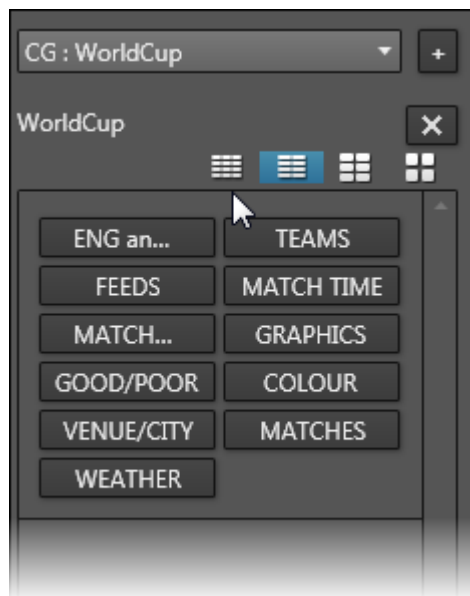 CG : WorldCup +
WorldCup
ENG an... TEAMS
FEEDS MATCH TIME
MATCH... GRAPHICS
GOOD/POOR COLOUR
VENUE/CITY MATCHES
WEATHER